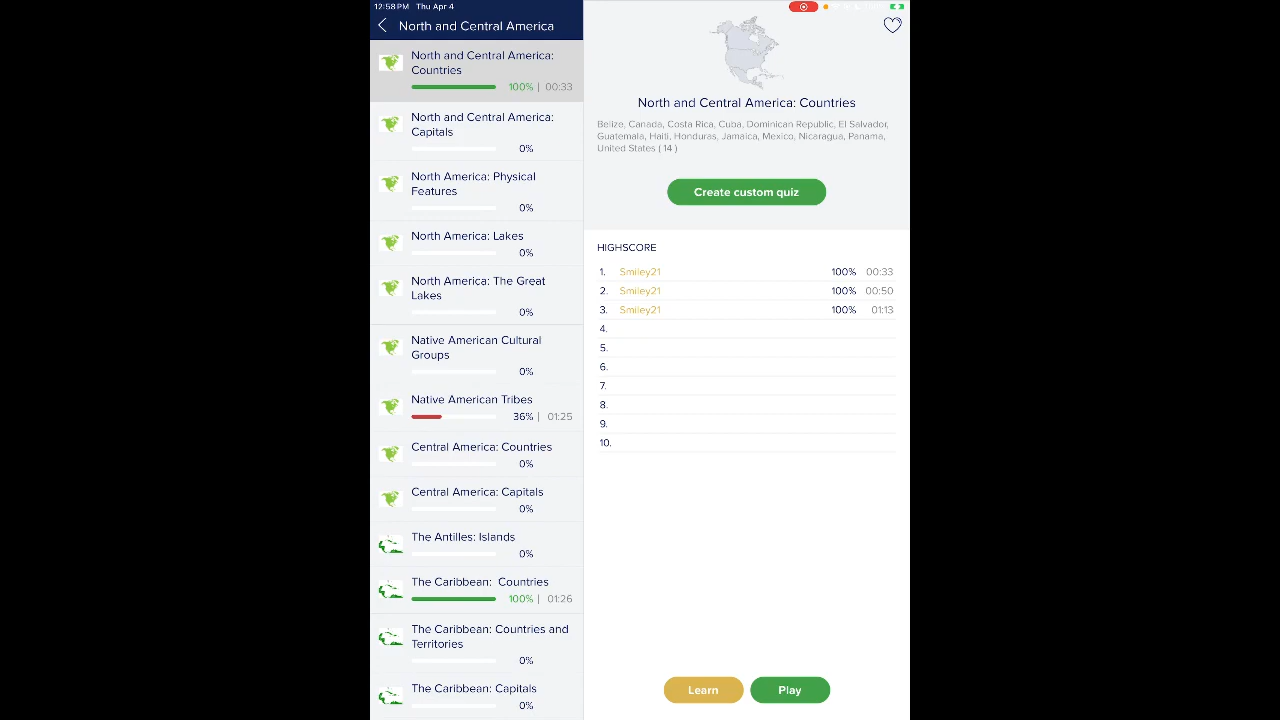 12:58 PM Thu Apr 4
North and Central America
North and Central America:
Countries
100% | 00:33
North and Central America:
Capitals
0%
North America: Physical
Features
0%
North America: Lakes
0%
North America: The Great
Lakes
0%
Native American Cultural
Groups
0%
Native American Tribes
36% | 01:25
Central America: Countries
0%
Central America: Capitals
0%
The Antilles: Islands
0%
The Caribbean: Countries
100% | 01:26
The Caribbean: Countries and
Territories
0%
The Caribbean: Capitals
0%
North and Central America: Countries
Belize, Canada, Costa Rica, Cuba, Dominican Republic, El Salvador,
Guatemala, Haiti, Honduras, Jamaica, Mexico, Nicaragua, Panama,
United States ( 14 )
Create custom quiz
HIGHSCORE
1. Smiley21 100% 00:33
2. Smiley21 100% 00:50
3. Smiley21 100% 01:13
4.
5.
6.
7.
8.
9.
10.
Learn
Play